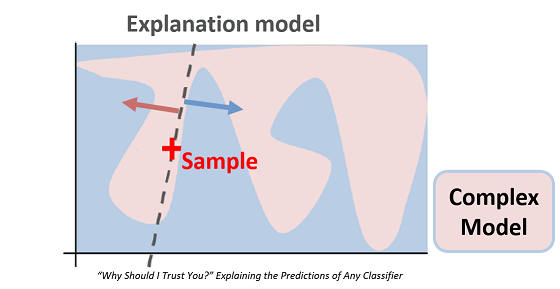 Explanation model
Sample
Complex
Model
“Why Should I Trust You?” Explaining the Predictions of Any Classifier